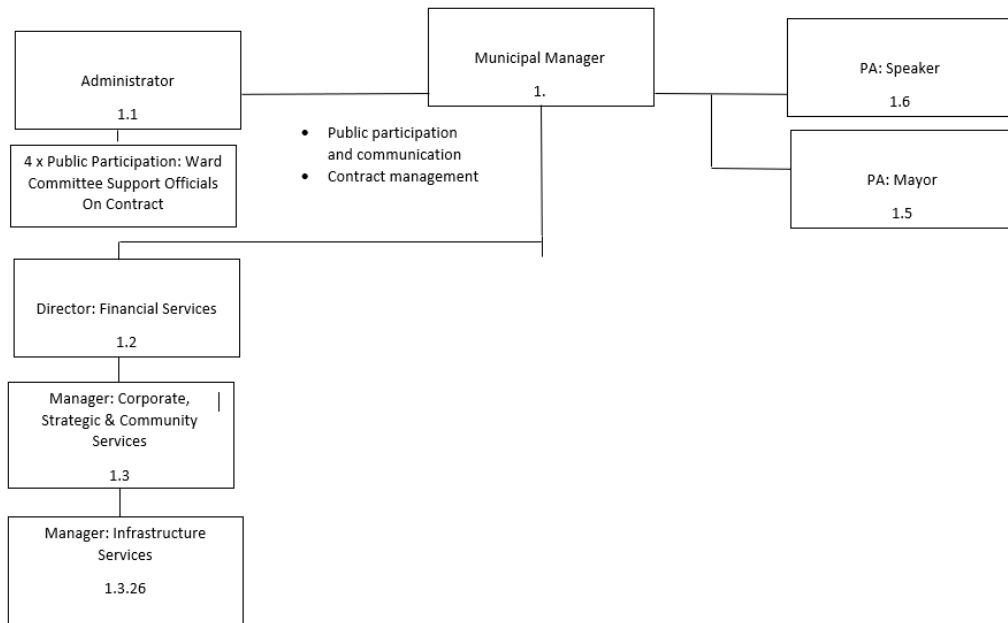 Municipal Manager
1.
Administrator
1.1
PA: Speaker
1.6
• Public participation
and communication
• Contract management
4 x Public Participation: Ward
Committee Support Officials
On Contract
PA: Mayor
1.5
Director: Financial Services
1.2
Manager: Corporate,
Strategic & Community
Services
1.3
Manager: Infrastructure
Services
1.3.26